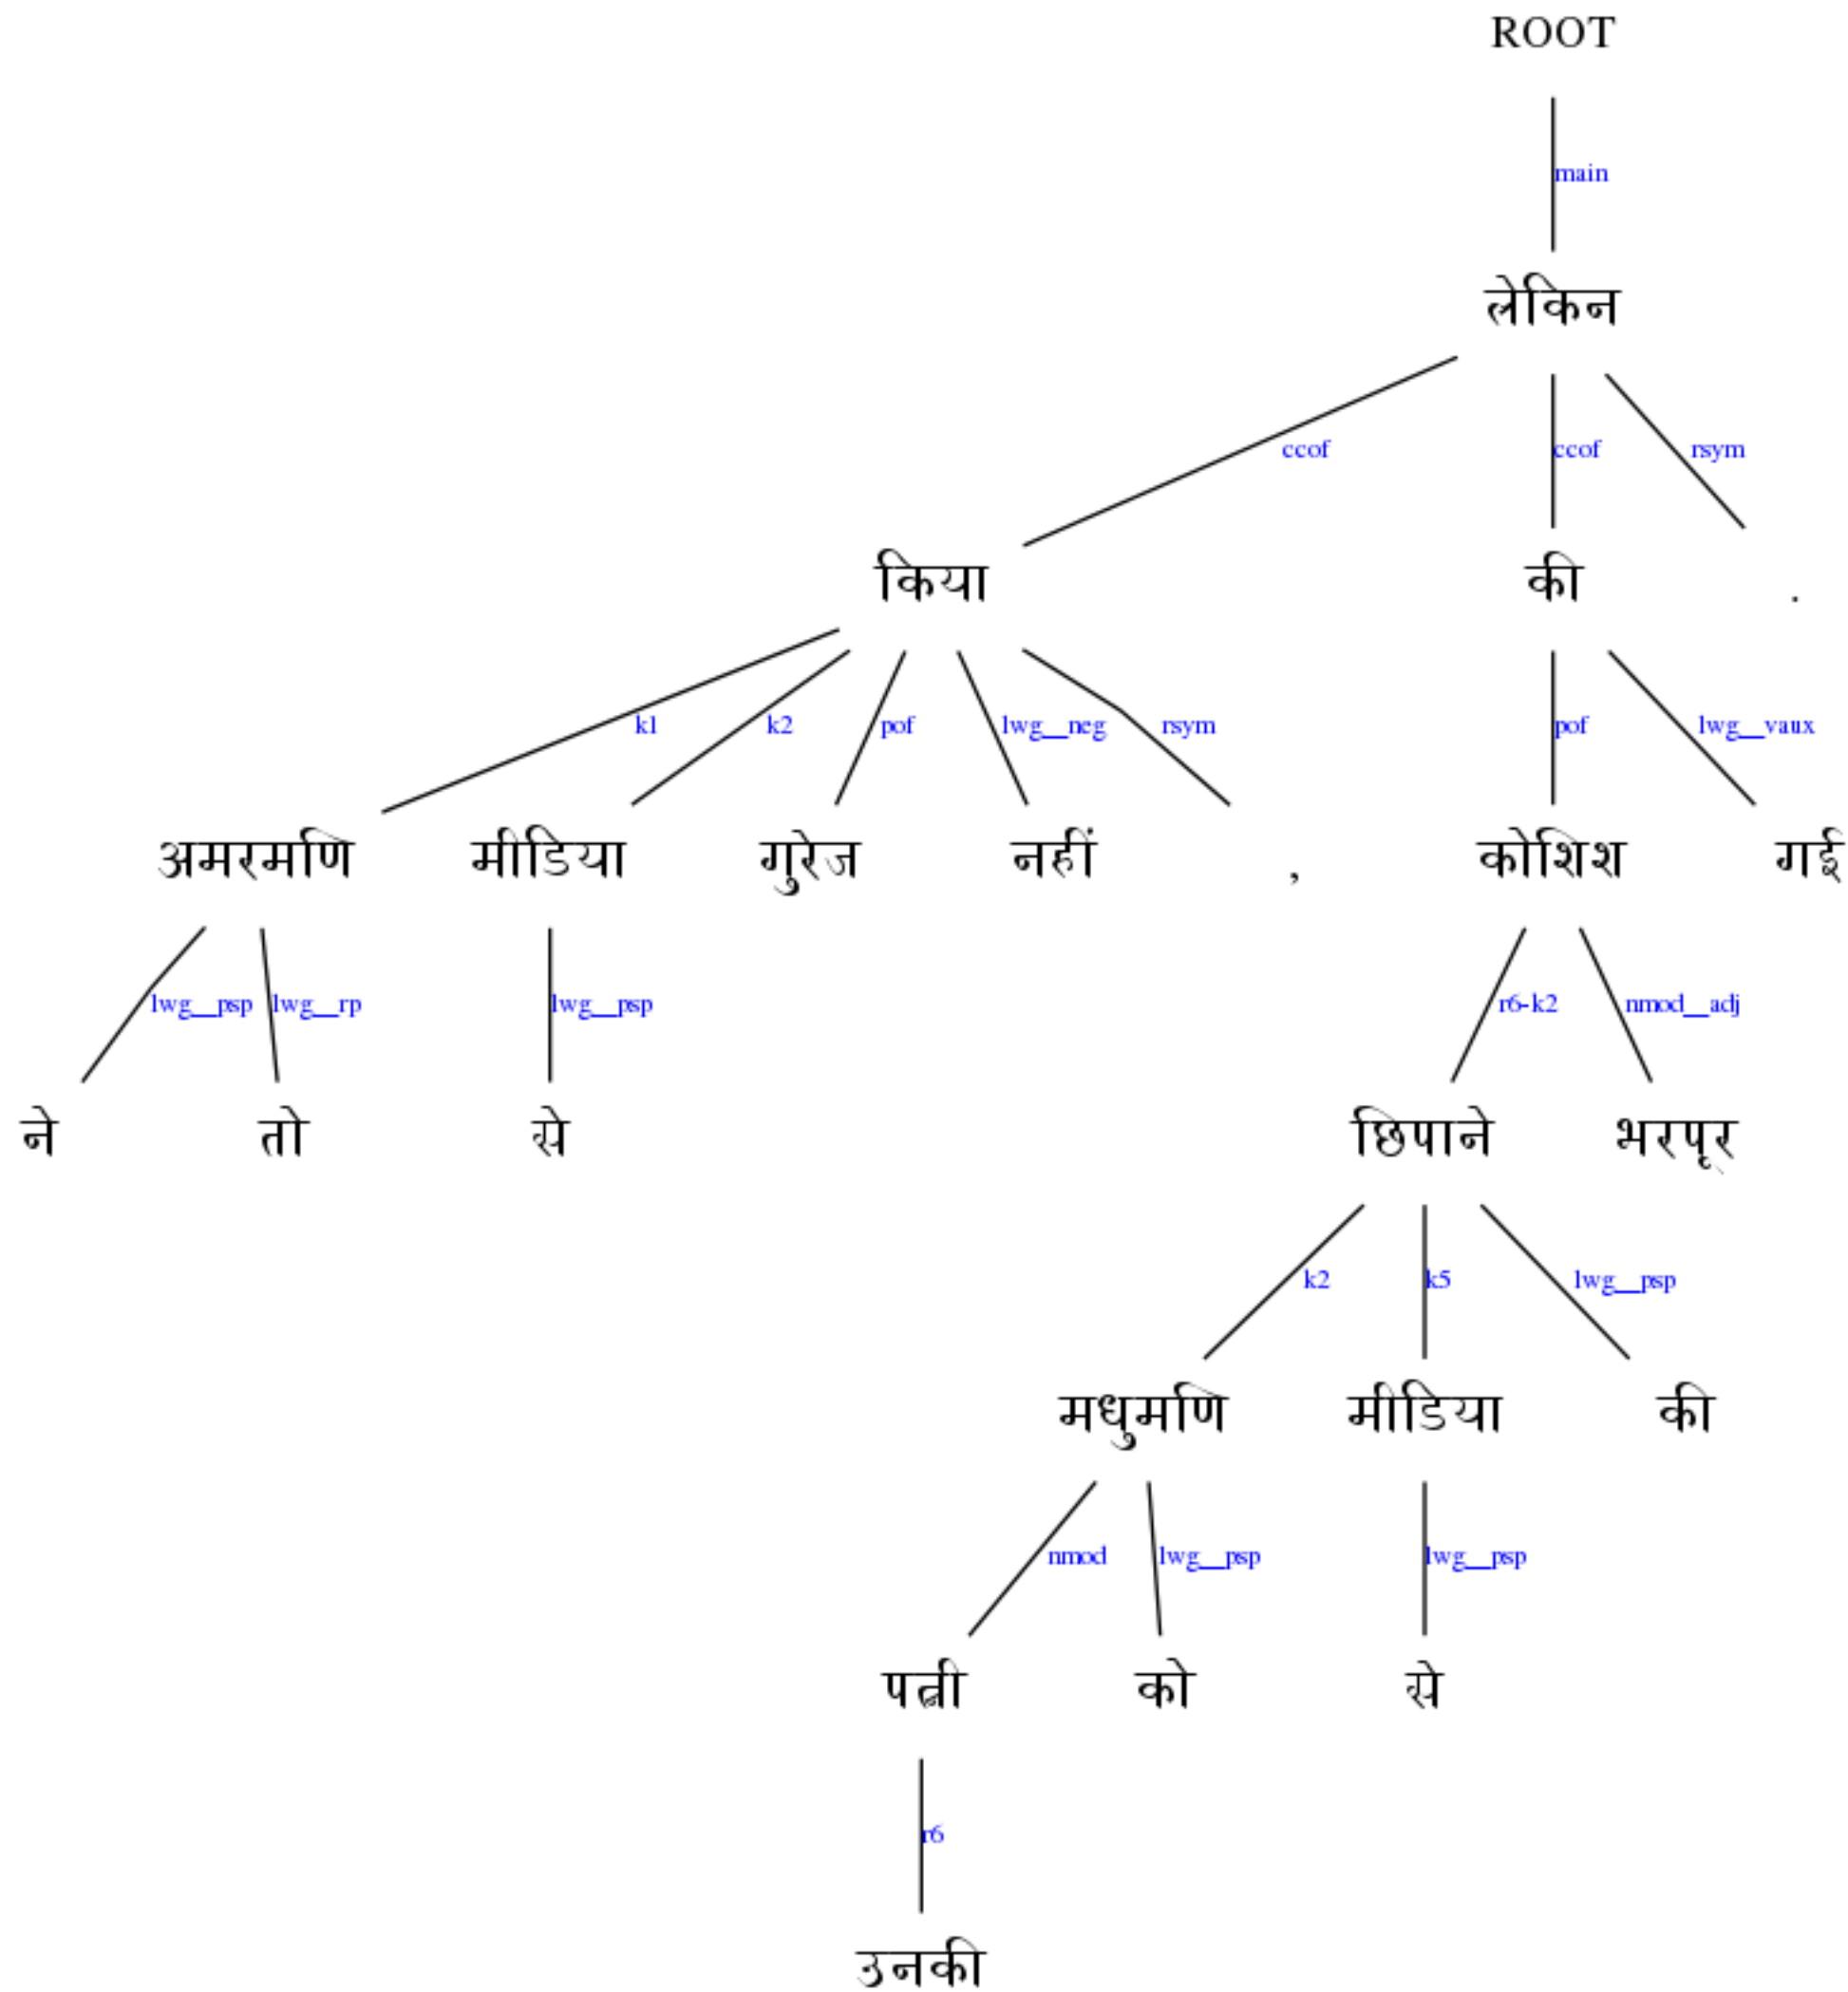 ROOT
main
लेकिन
ccof ccof rsym
किया की .
k1 k2 pof lwg__neg rsym pof lwg__vaux
अमरमणि मीडिया गुरेज नहीं , कोशिश गई
lwg__psp lwg__rp lwg__psp r6-k2 nmod__adj
ने तो से छिपाने भरपूर
k2 k5 lwg__psp
मधुमणि मीडिया की
nmod lwg__psp lwg__psp
पत्नी को से
r6
उनकी